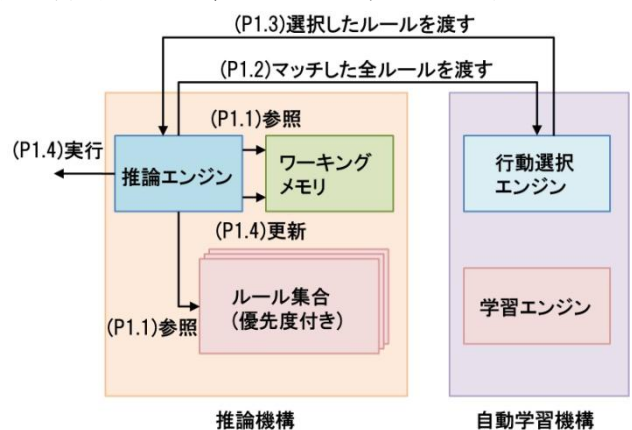 (P1.3)選択したルールを渡す
(P1.2)マッチした全ルールを渡す
(P1.1)参照
(P1.4)実行
推論エンジン
ワーキング
メモリ
行動選択
エンジン
(P1.4)更新
ルール集合
(優先度付き)
(P1.1)参照
学習エンジン
推論機構
自動学習機構